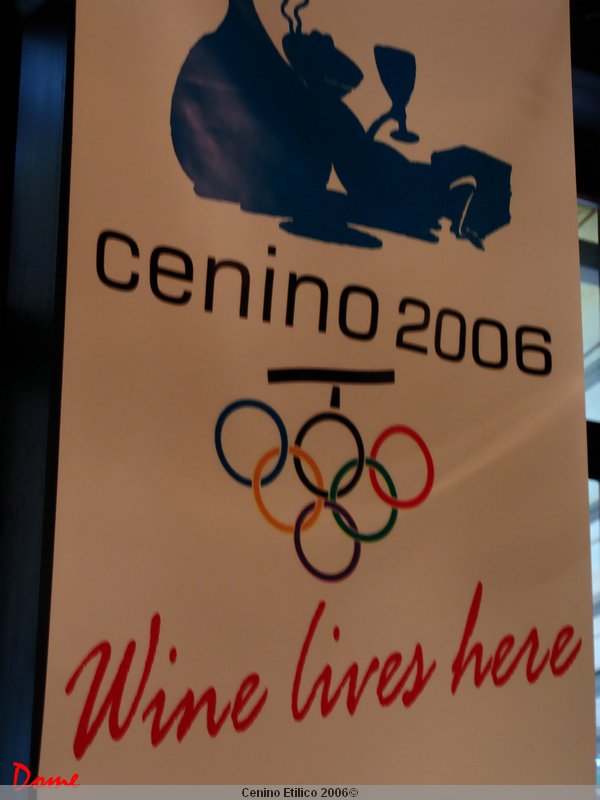 cenino 2006
Wine lives here
Dome
Cenino Etilico 2006©